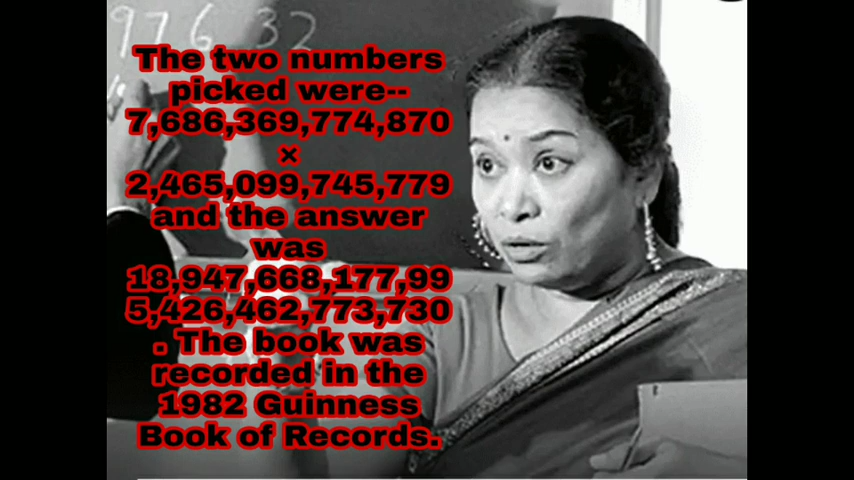 976 32
The two numbers
picked were--
7,686,369,774,870
×
2,465,099,745,779
and the answer
was
18,947,668,177,99
5,426,462,773,730
. The book was
recorded in the
1982 Guinness
Book of Records.